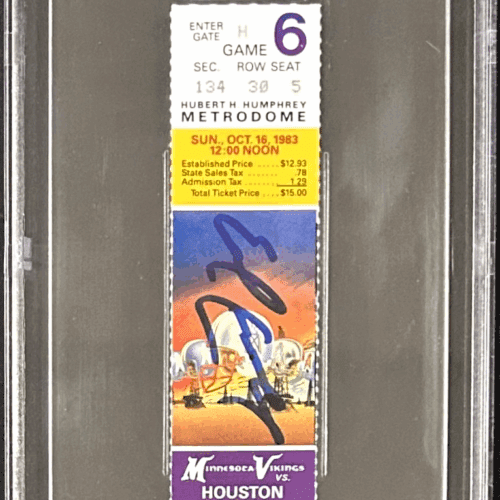 ENTER
GATE H
GAME 6
SEC. ROW SEAT
134 30 5
HUBERT H HUMPHREY
METRODOME
SUN., OCT. 16, 1983
12:00 NOON
Established Price ..... $12.93
State Sales Tax ....... .78
Admission Tax ... 1.29
Total Ticket Price .... $15.00
MINNESOTA VIKINGS
VS.
HOUSTON